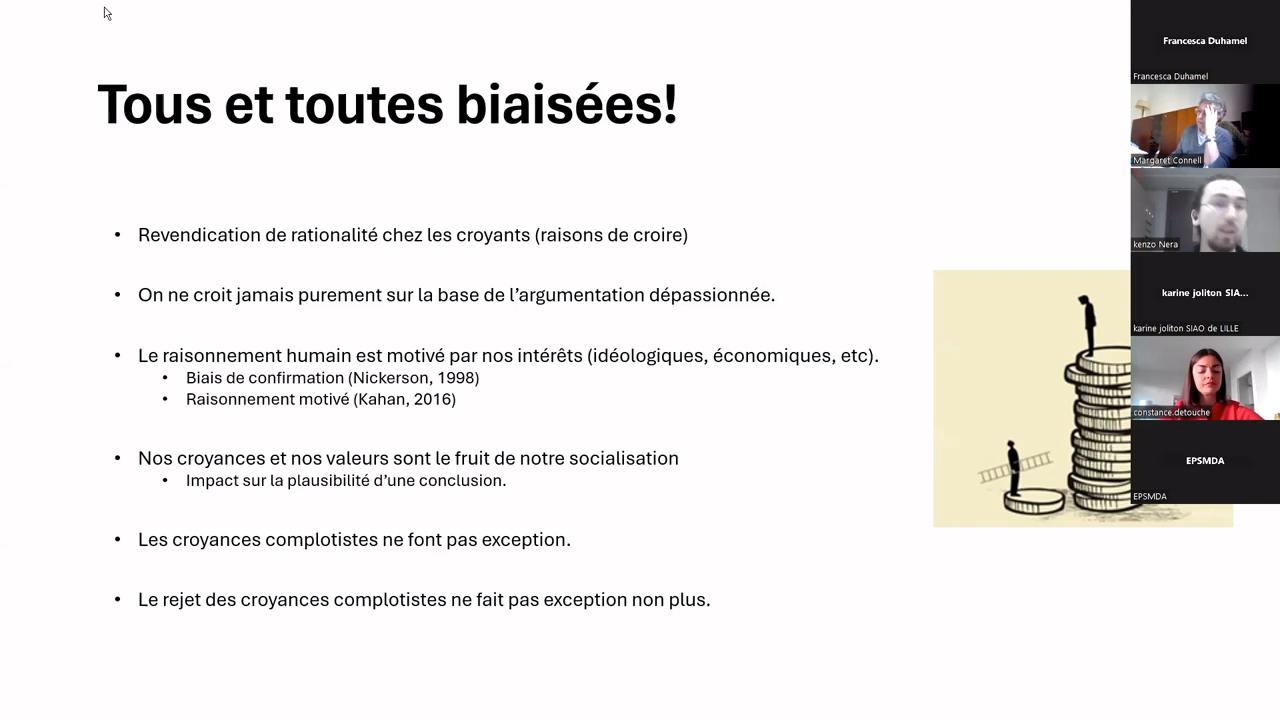 Tous et toutes biaisées!
• Revendication de rationalité chez les croyants (raisons de croire)
• On ne croit jamais purement sur la base de l’argumentation dépassionnée.
• Le raisonnement humain est motivé par nos intérêts (idéologiques, économiques, etc).
• Biais de confirmation (Nickerson, 1998)
• Raisonnement motivé (Kahan, 2016)
• Nos croyances et nos valeurs sont le fruit de notre socialisation
• Impact sur la plausibilité d’une conclusion.
• Les croyances complotistes ne font pas exception.
• Le rejet des croyances complotistes ne fait pas exception non plus.
Francesca Duhamel
Francesca Duhamel
Margaret Connell
kenzo Nera
karine joliton SIA...
karine joliton SIAO de LILLE
constance.detouche
EPSMDA
EPSMDA